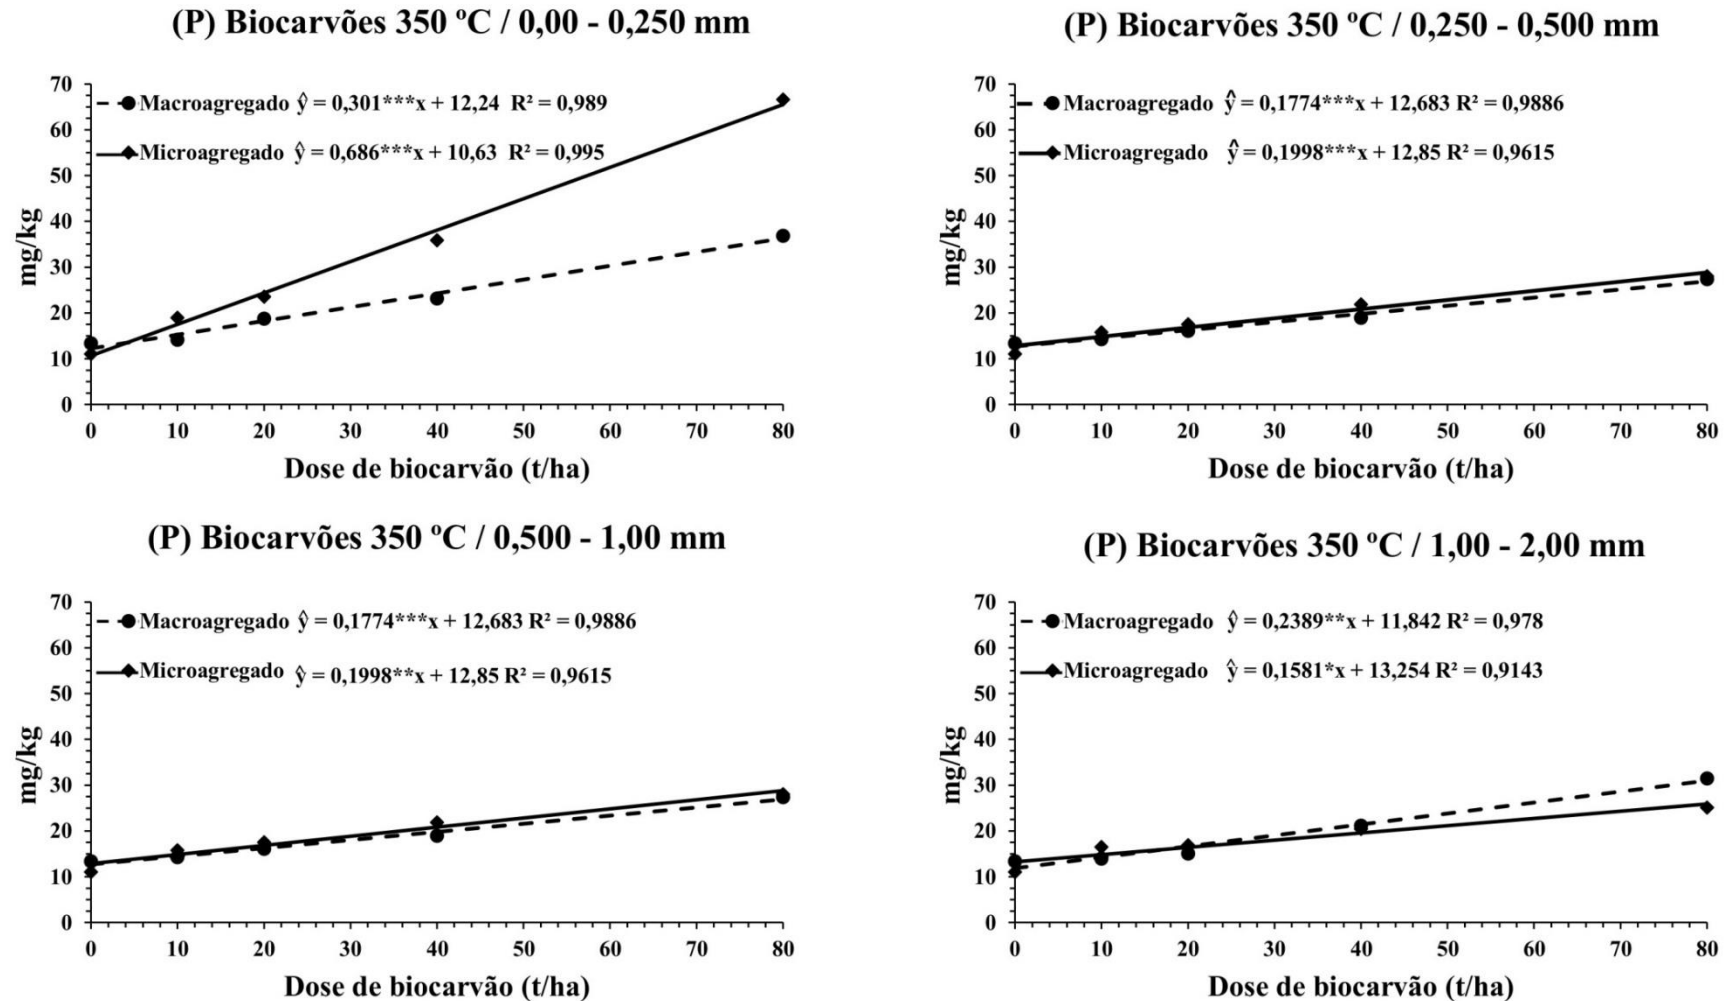 (P) Biocarvões 350 ºC / 0,00 - 0,250 mm
70
60
50
40
30
20
10
0
mg/kg
Macroagregado ŷ = 0,301***x + 12,24 R² = 0,989
Microagregado ŷ = 0,686***x + 10,63 R² = 0,995
0 10 20 30 40 50 60 70 80
Dose de biocarvão (t/ha)
(P) Biocarvões 350 ºC / 0,250 - 0,500 mm
70
60
50
40
30
20
10
0
mg/kg
Macroagregado ŷ = 0,1774***x + 12,683 R² = 0,9886
Microagregado ŷ = 0,1998***x + 12,85 R² = 0,9615
0 10 20 30 40 50 60 70 80
Dose de biocarvão (t/ha)
(P) Biocarvões 350 ºC / 0,500 - 1,00 mm
70
60
50
40
30
20
10
0
mg/kg
Macroagregado ŷ = 0,1774***x + 12,683 R² = 0,9886
Microagregado ŷ = 0,1998**x + 12,85 R² = 0,9615
0 10 20 30 40 50 60 70 80
Dose de biocarvão (t/ha)
(P) Biocarvões 350 ºC / 1,00 - 2,00 mm
70
60
50
40
30
20
10
0
mg/kg
Macroagregado ŷ = 0,2389**x + 11,842 R² = 0,978
Microagregado ŷ = 0,1581*x + 13,254 R² = 0,9143
0 10 20 30 40 50 60 70 80
Dose de biocarvão (t/ha)